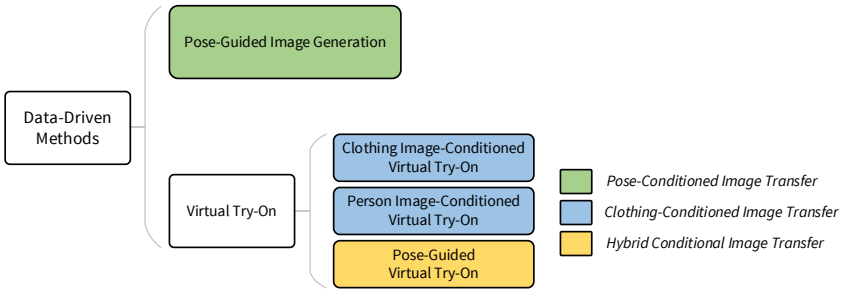 Pose-Guided Image Generation
Data-Driven
Methods
Clothing Image-Conditioned
Virtual Try-On
Person Image-Conditioned
Virtual Try-On
Pose-Guided
Virtual Try-On
Virtual Try-On
Pose-Conditioned Image Transfer
Clothing-Conditioned Image Transfer
Hybrid Conditional Image Transfer